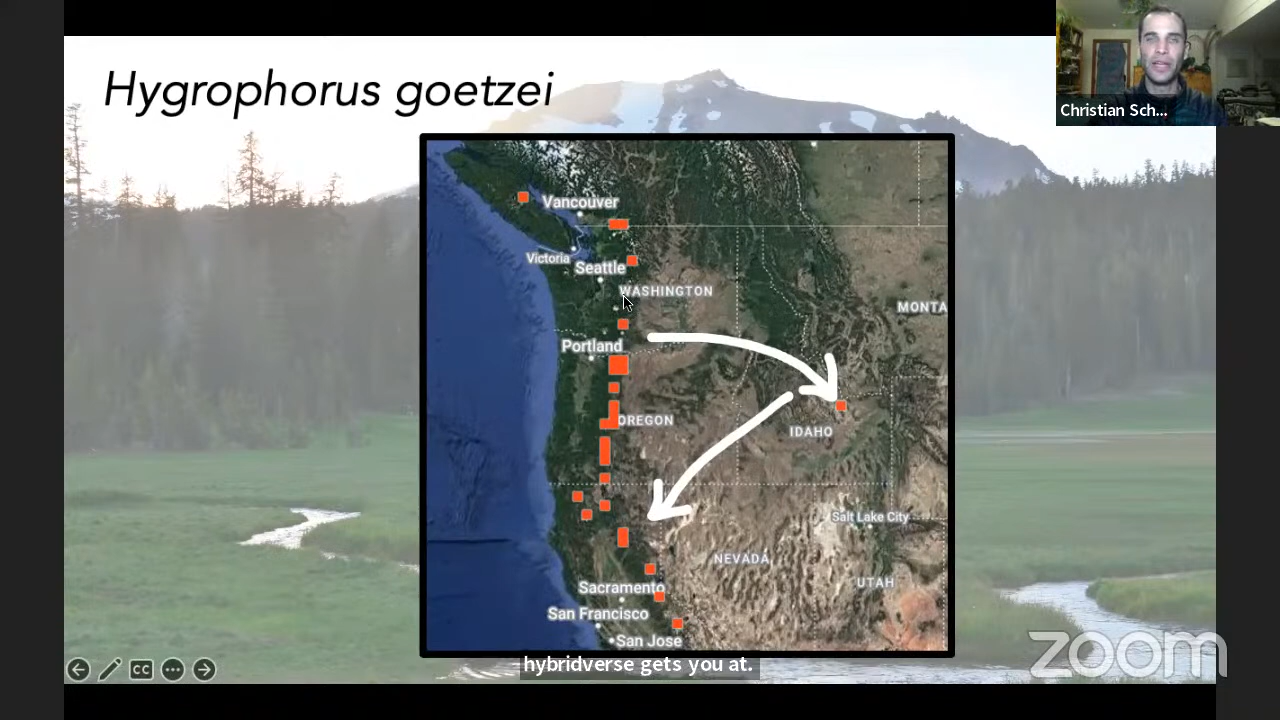 Hygrophorus goetzei
Christian Sch...
Vancouver
Victoria
Seattle
WASHINGTON
MONTA
Portland
OREGON
IDAHO
Salt Lake City
NEVADA
UTAH
Sacramento
San Francisco
San Jose
hybridverse gets you at.
CC
zoom